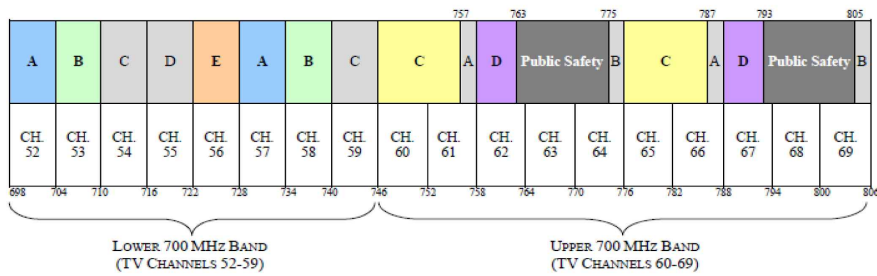 757 763 775 787 793 805
A B C D E A B C C A D Public Safety B C A D Public Safety B
CH. CH. CH. CH. CH. CH. CH. CH. CH. CH. CH. CH. CH. CH. CH. CH. CH. CH.
52 53 54 55 56 57 58 59 60 61 62 63 64 65 66 67 68 69
698 704 710 716 722 728 734 740 746 752 758 764 770 776 782 788 794 800 806
LOWER 700 MHZ BAND UPPER 700 MHZ BAND
(TV CHANNELS 52-59) (TV CHANNELS 60-69)